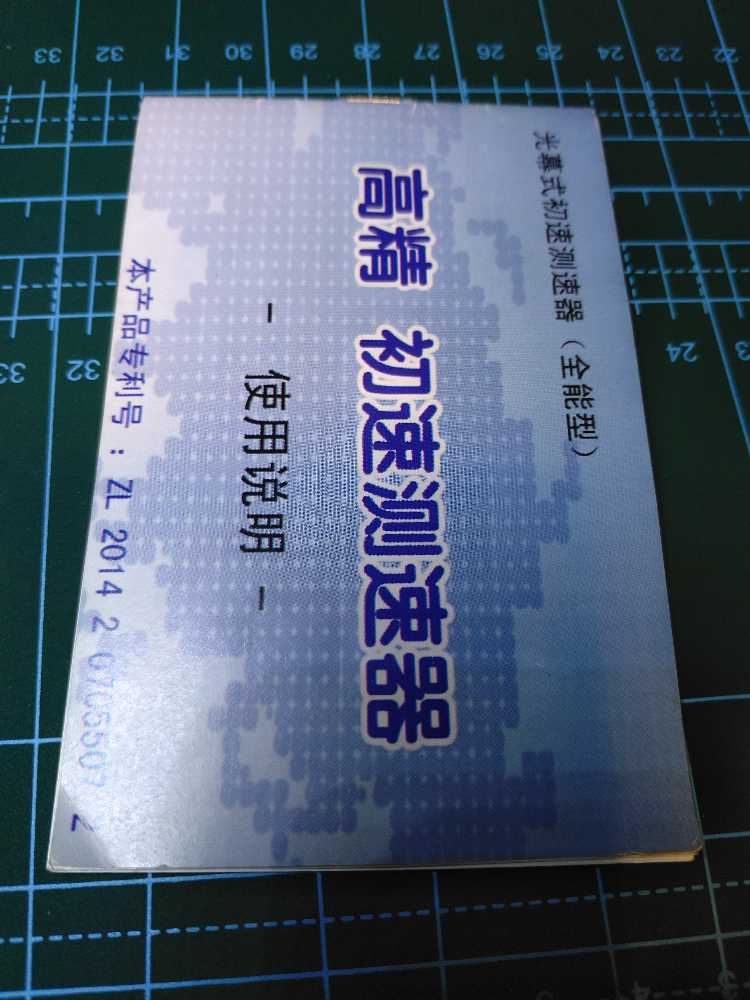 33 32 31 30 29 28 27 26 25 24 23 22
光幕式初速测速器（全能型）
高精 初速测速器
- 使用说明 -
本产品专利号：ZL 2014 2 2
33 32 24